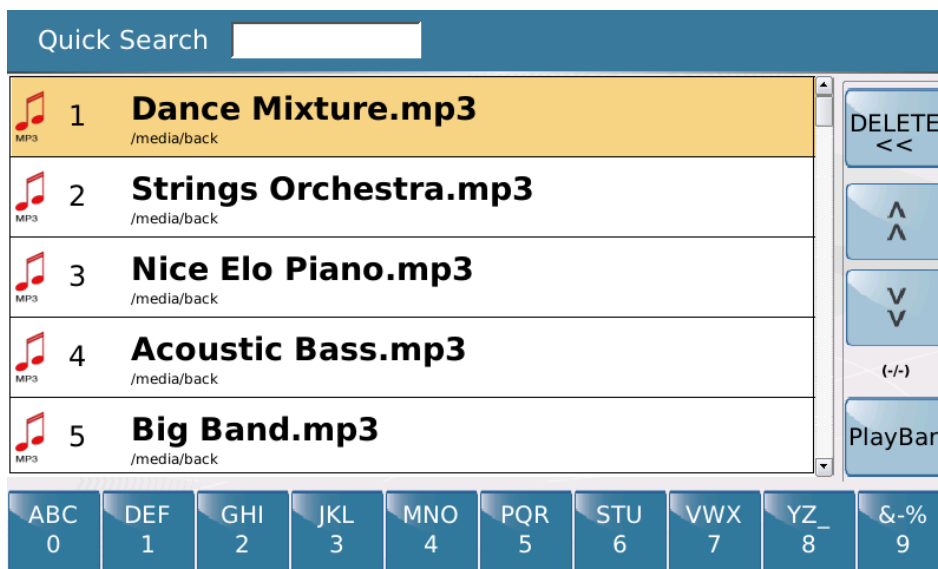 Quick Search
1 Dance Mixture.mp3
/media/back
MP3
2 Strings Orchestra.mp3
/media/back
MP3
3 Nice Elo Piano.mp3
/media/back
MP3
4 Acoustic Bass.mp3
/media/back
MP3
5 Big Band.mp3
/media/back
MP3
DELETE
<<
(-/-)
PlayBar
ABC DEF GHI JKL MNO PQR STU VWX YZ_ &-%
0 1 2 3 4 5 6 7 8 9